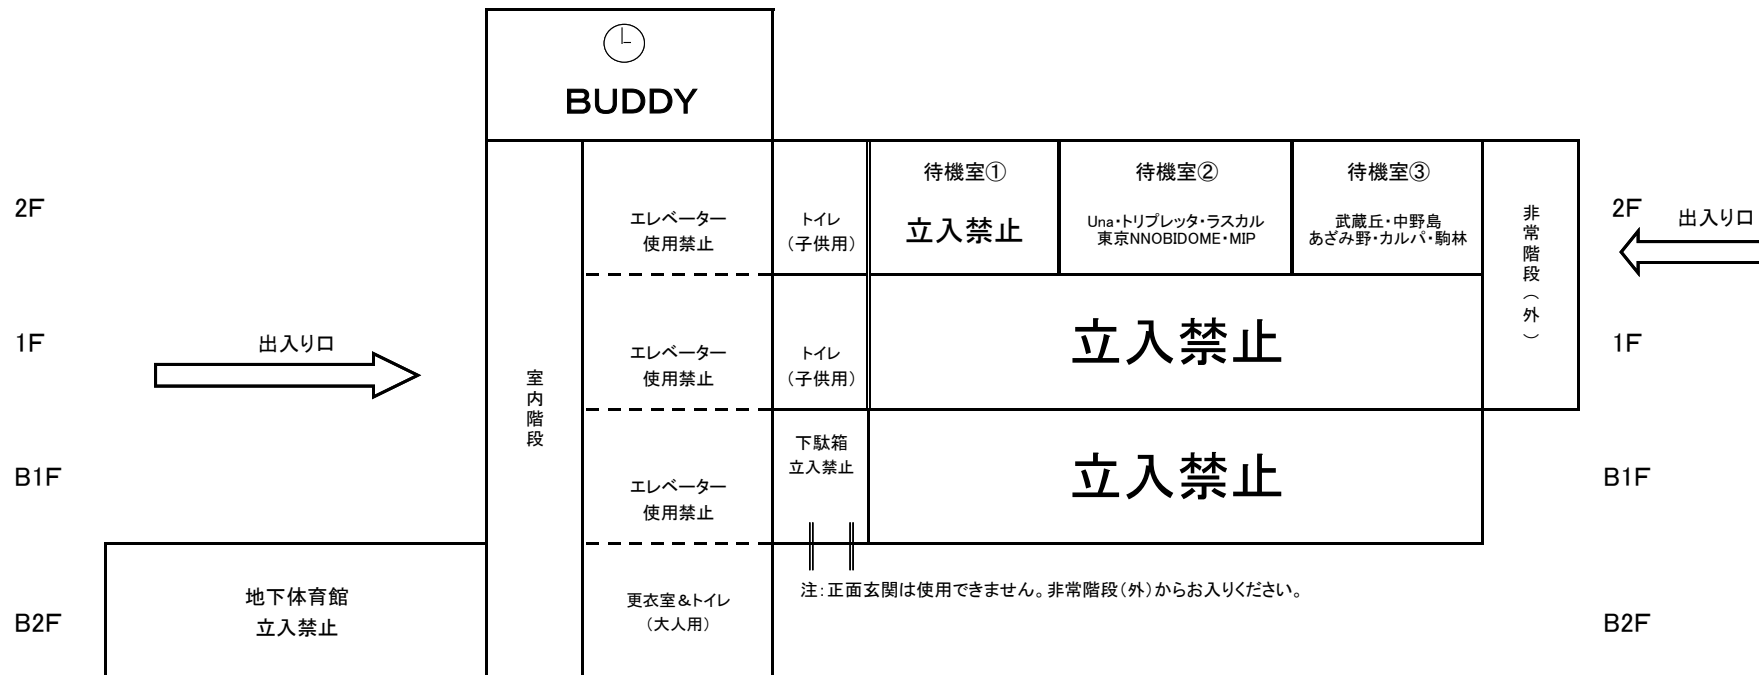 BUDDY
2F
エレベーター
使用禁止
トイレ
（子供用）
待機室①
立入禁止
待機室②
Una・トリプレッタ・ラスカル
東京NNOBIDOME・MIP
待機室③
武蔵丘・中野島
あざみ野・カルパ・駒林
非常階段（外）
2F
出入り口
1F
出入り口
室内階段
エレベーター
使用禁止
トイレ
（子供用）
立入禁止
1F
B1F
エレベーター
使用禁止
下駄箱
立入禁止
立入禁止
B1F
B2F
地下体育館
立入禁止
更衣室＆トイレ
（大人用）
注：正面玄関は使用できません。非常階段（外）からお入りください。
B2F